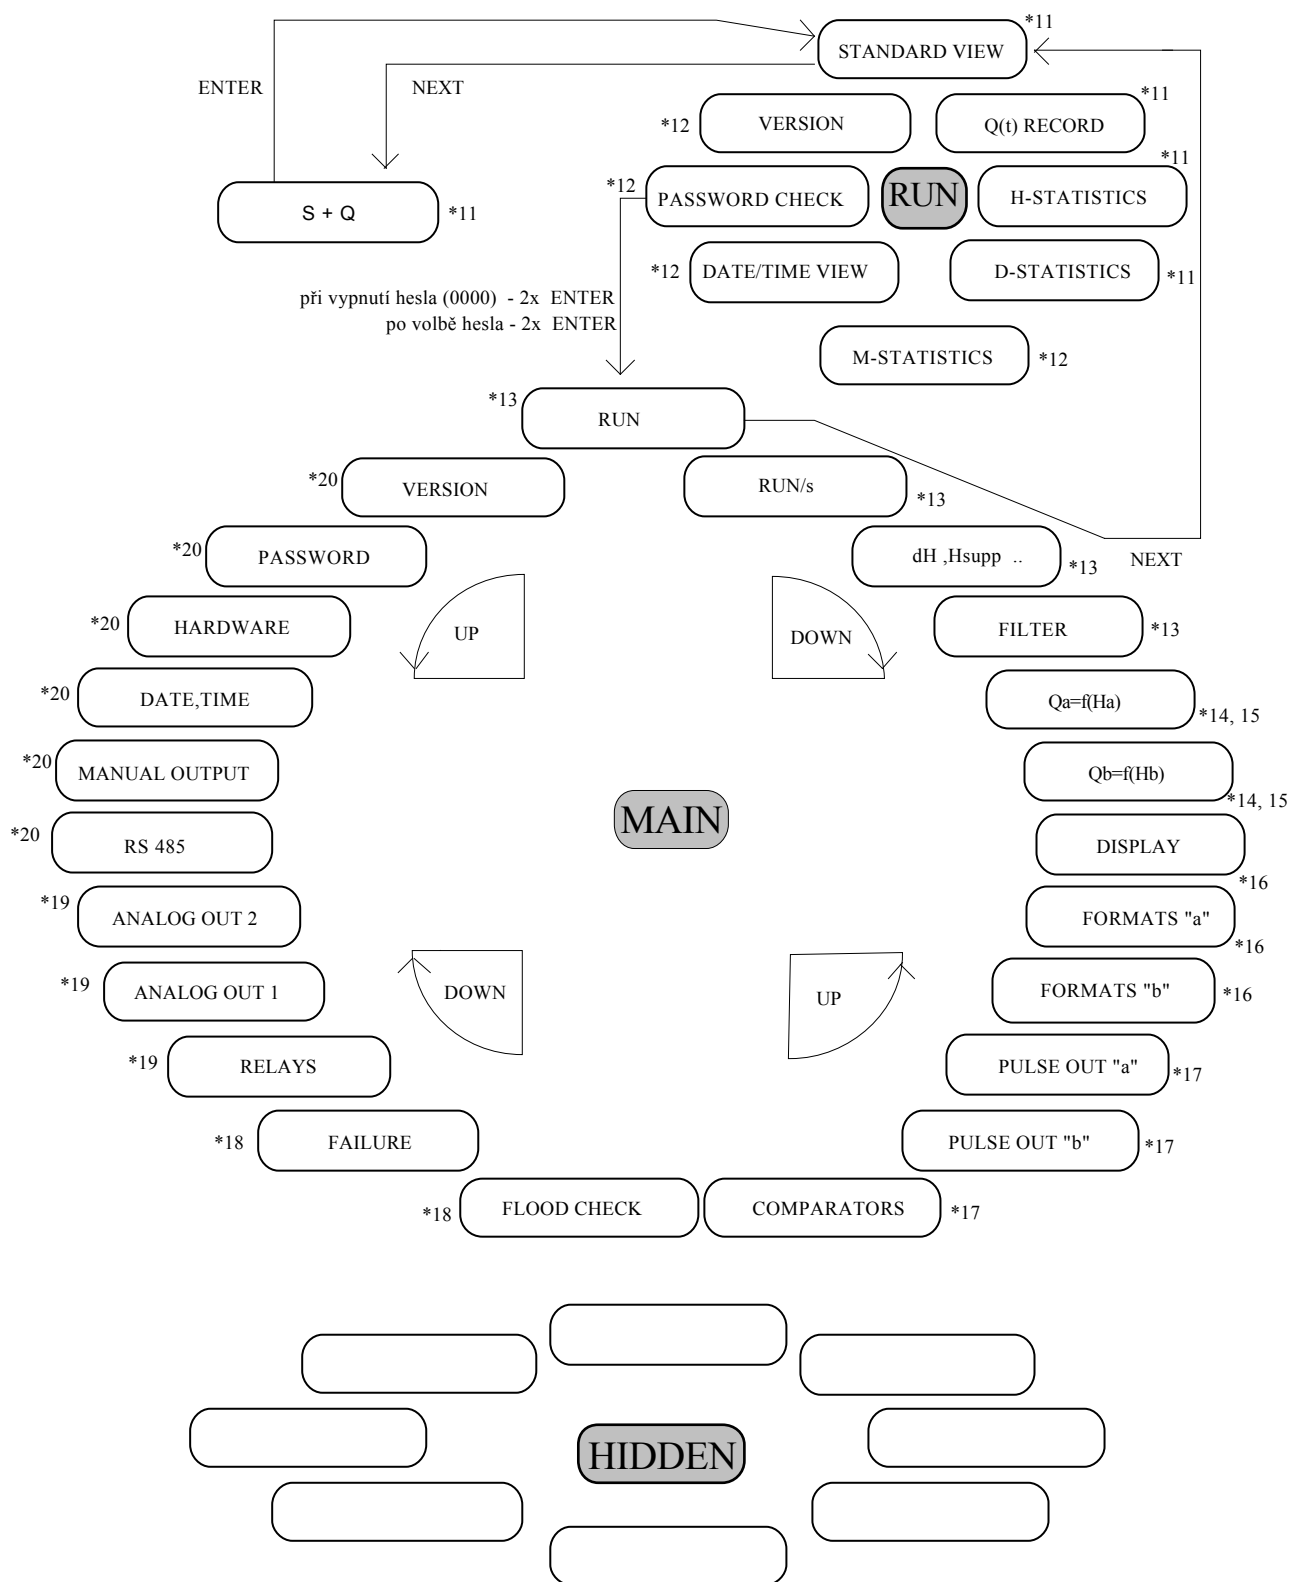 *11
STANDARD VIEW
ENTER
NEXT
*12
VERSION
*11
Q(t) RECORD
*12
PASSWORD CHECK
RUN
*11
H-STATISTICS
S + Q
*11
*12
DATE/TIME VIEW
D-STATISTICS
*11
při vypnutí hesla (0000) - 2x ENTER
po volbě hesla - 2x ENTER
M-STATISTICS
*12
*13
RUN
*20
VERSION
RUN/s
*13
*20
PASSWORD
dH ,Hsupp ..
*13
NEXT
*20
HARDWARE
UP
DOWN
FILTER
*13
*20
DATE,TIME
Qa=f(Ha)
*14, 15
*20
MANUAL OUTPUT
Qb=f(Hb)
*14, 15
MAIN
*20
RS 485
DISPLAY
*16
*19
ANALOG OUT 2
FORMATS "a"
*16
*19
ANALOG OUT 1
DOWN
UP
FORMATS "b"
*16
*19
RELAYS
PULSE OUT "a"
*17
*18
FAILURE
PULSE OUT "b"
*17
*18
FLOOD CHECK
COMPARATORS
*17
HIDDEN